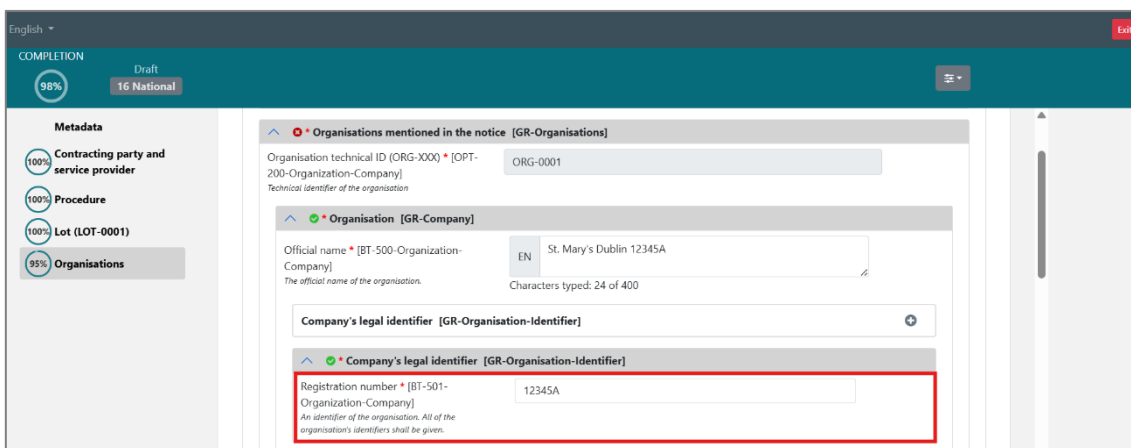 English
Exit
COMPLETION
98%
Draft
16 National
Metadata
100%
Contracting party and
service provider
100%
Procedure
100%
Lot (LOT-0001)
95%
Organisations
* Organisations mentioned in the notice [GR-Organisations]
Organisation technical ID (ORG-XXX) * [OPT-
200-Organization-Company]
Technical identifier of the organisation
ORG-0001
* Organisation [GR-Company]
Official name * [BT-500-Organization-
Company]
The official name of the organisation.
EN
St. Mary's Dublin 12345A
Characters typed: 24 of 400
Company's legal identifier [GR-Organisation-Identifier]
* Company's legal identifier [GR-Organisation-Identifier]
Registration number * [BT-501-
Organization-Company]
An identifier of the organisation. All of the
organisation's identifiers shall be given.
12345A